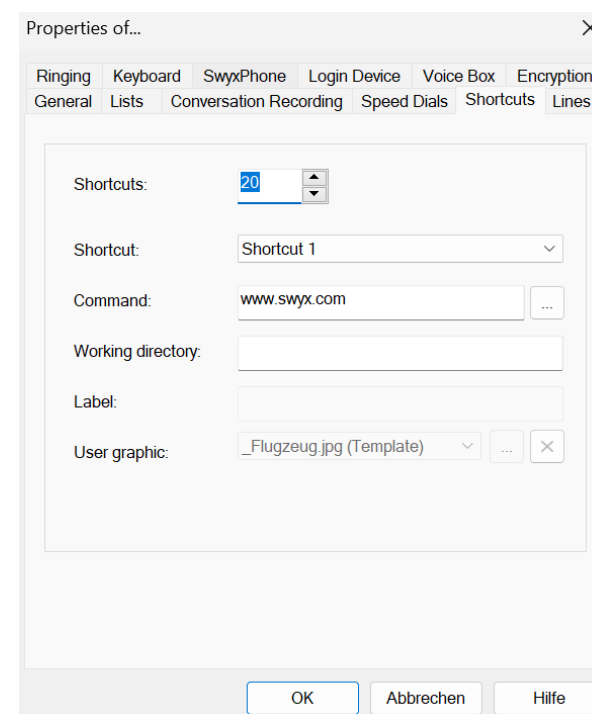 Properties of...
Ringing Keyboard SwyxPhone Login Device Voice Box Encryption
General Lists Conversation Recording Speed Dials Shortcuts Lines
Shortcuts: 20
Shortcut: Shortcut 1
Command: www.swyx.com ...
Working directory:
Label:
User graphic: _Flugzeug.jpg (Template) ...
OK Abbrechen Hilfe